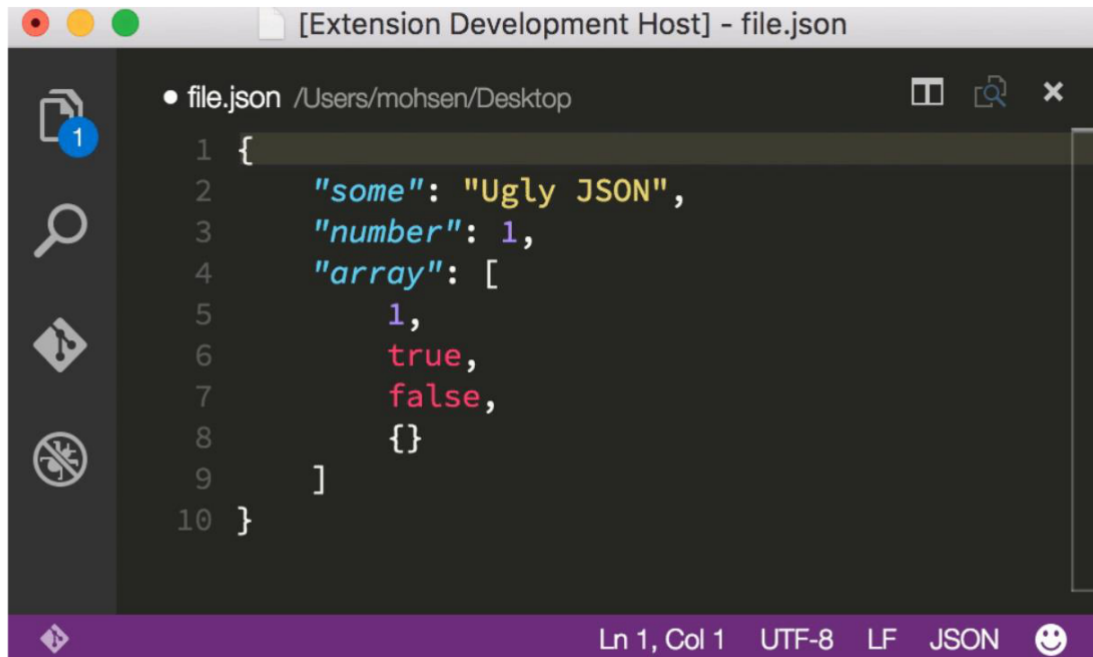 [Extension Development Host] - file.json
file.json /Users/mohsen/Desktop
1
1 {
2 "some": "Ugly JSON",
3 "number": 1,
4 "array": [
5 1,
6 true,
7 false,
8 {}
9 ]
10 }
Ln 1, Col 1 UTF-8 LF JSON